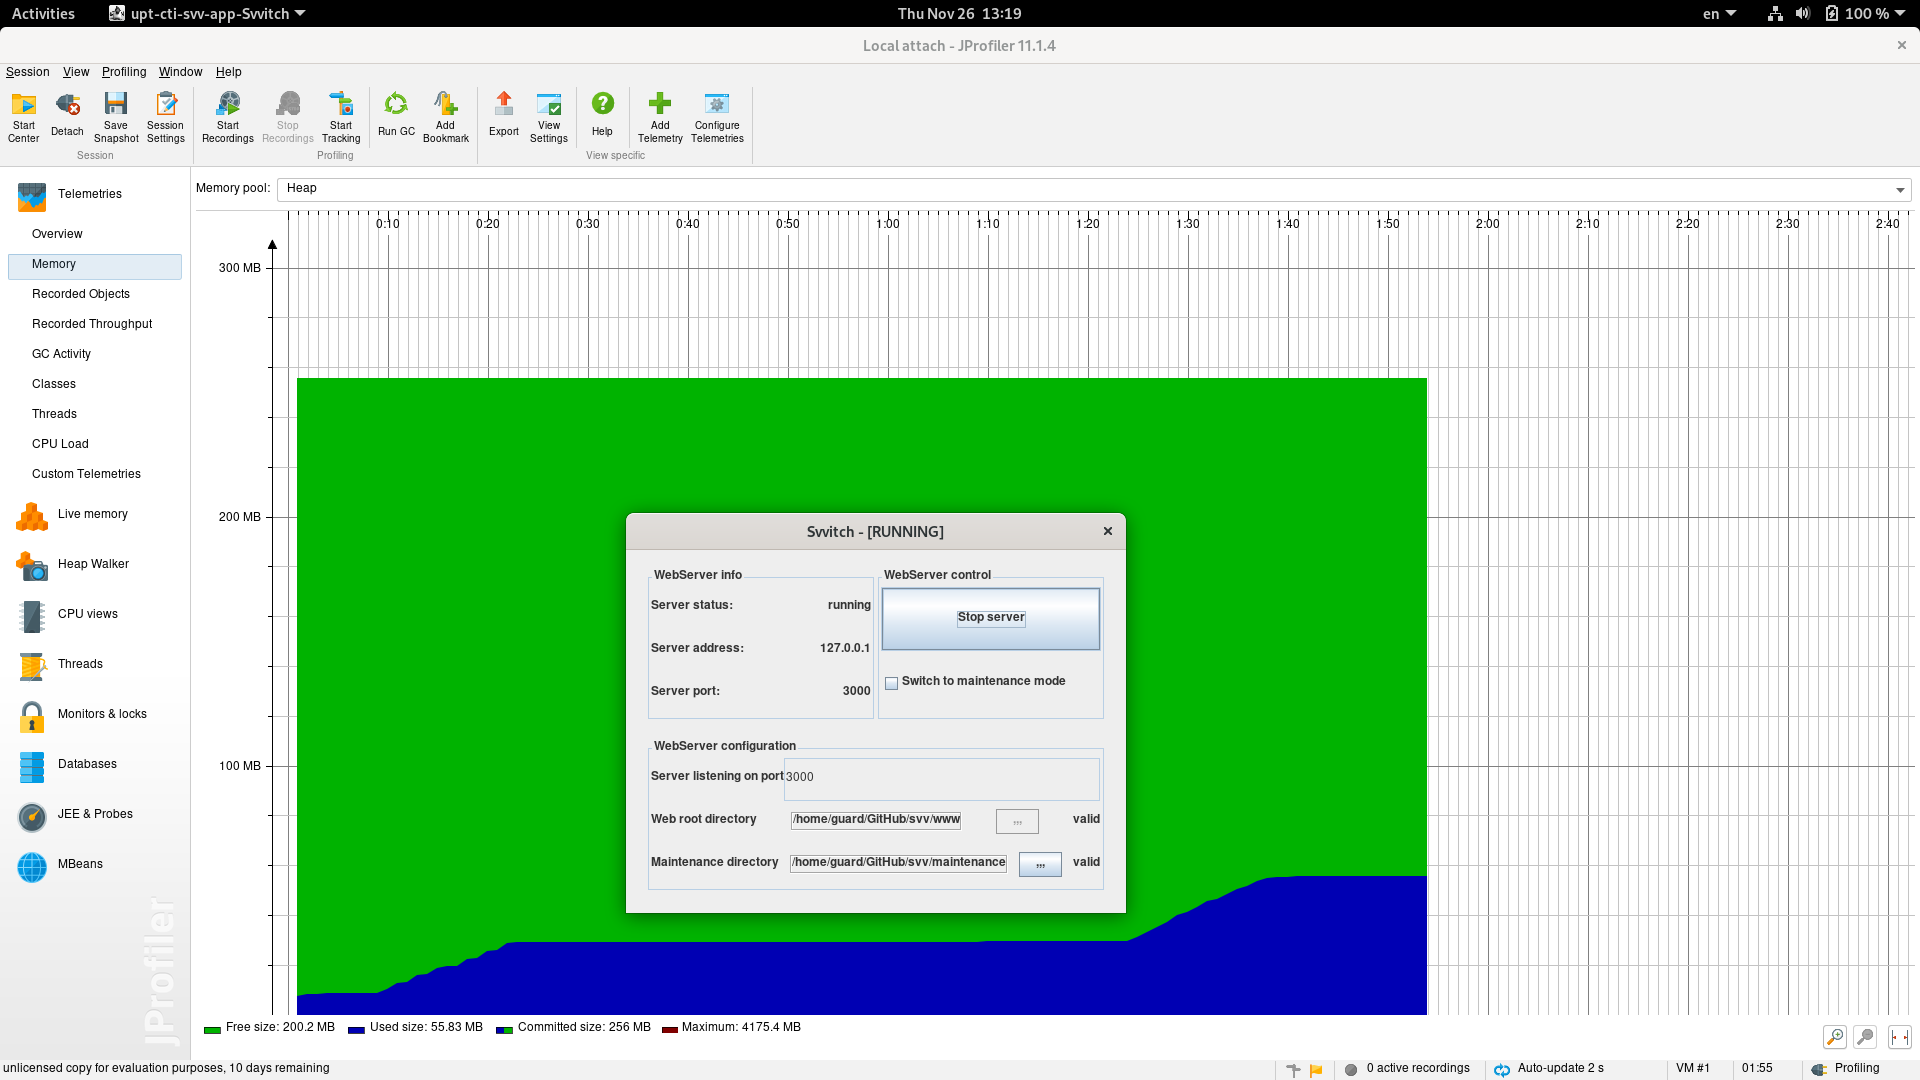 Activities upt-cti-svv-app-Svvitch Thu Nov 26 13:19 en 100 %
Local attach - JProfiler 11.1.4
Session View Profiling Window Help
Start Center
Detach
Save Snapshot
Session Settings
Start Recordings
Stop Recordings
Start Tracking
Run GC
Add Bookmark
Export
View Settings
Help
Add Telemetry
Configure Telemetries
Session Profiling View specific
Telemetries
Overview
Memory
Recorded Objects
Recorded Throughput
GC Activity
Classes
Threads
CPU Load
Custom Telemetries
Live memory
Heap Walker
CPU views
Threads
Monitors & locks
Databases
JEE & Probes
MBeans
JProfiler
Memory pool: Heap
0:10 0:20 0:30 0:40 0:50 1:00 1:10 1:20 1:30 1:40 1:50 2:00 2:10 2:20 2:30 2:40
300 MB
200 MB
100 MB
Svvitch - [RUNNING]
WebServer info
Server status: running
Server address: 127.0.0.1
Server port: 3000
WebServer control
Stop server
Switch to maintenance mode
WebServer configuration
Server listening on port 3000
Web root directory /home/guard/GitHub/svv/www ,,, valid
Maintenance directory /home/guard/GitHub/svv/maintenance ,,, valid
Free size: 200.2 MB Used size: 55.83 MB Committed size: 256 MB Maximum: 4175.4 MB
unlicensed copy for evaluation purposes, 10 days remaining 0 active recordings Auto-update 2 s VM #1 01:55 Profiling